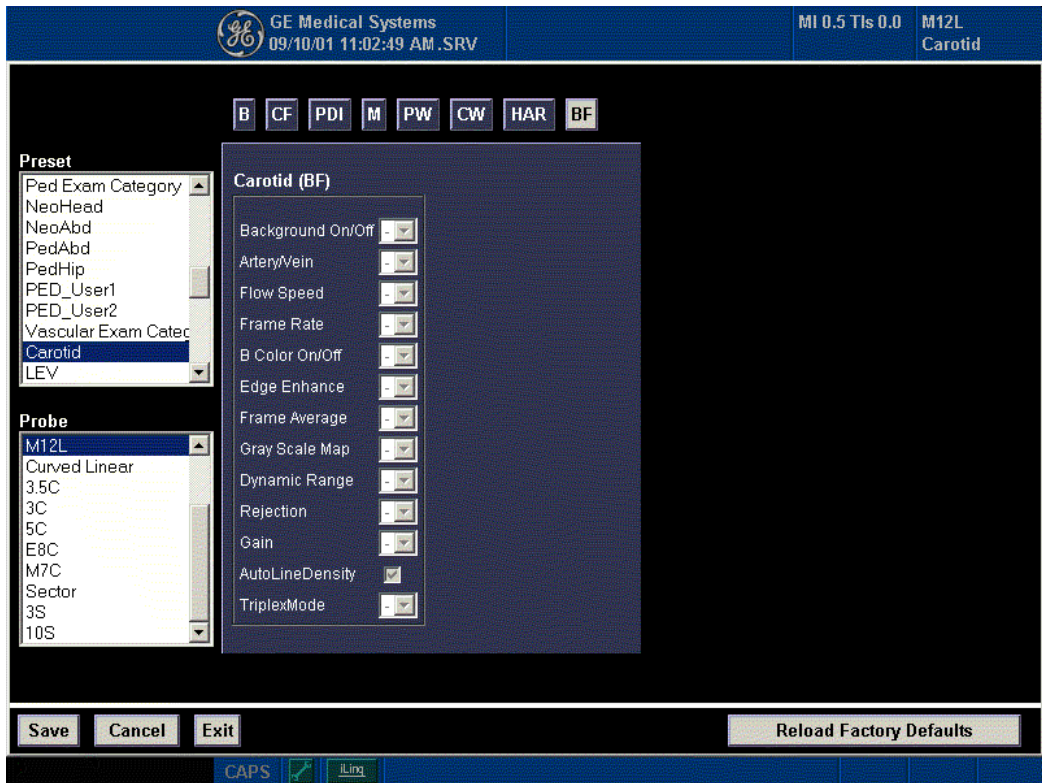 GE Medical Systems
09/10/01 11:02:49 AM.SRV
MI 0.5 TIs 0.0
M12L
Carotid
B CF PDI M PW CW HAR BF
Preset
Ped Exam Category
NeoHead
NeoAbd
PedAbd
PedHip
PED_User1
PED_User2
Vascular Exam Categ
Carotid
LEV
Probe
M12L
Curved Linear
3.5C
3C
5C
E8C
M7C
Sector
3S
10S
Carotid (BF)
Background On/Off -
Artery/Vein -
Flow Speed -
Frame Rate -
B Color On/Off -
Edge Enhance -
Frame Average -
Gray Scale Map -
Dynamic Range -
Rejection -
Gain -
AutoLineDensity
TriplexMode -
Save Cancel Exit Reload Factory Defaults
CAPS iLinq